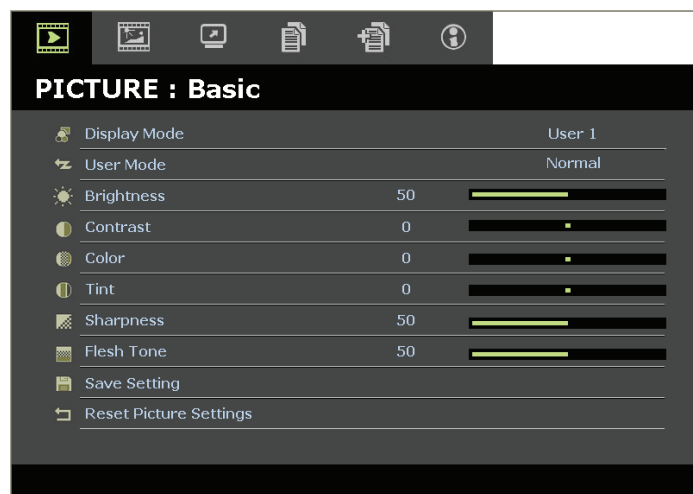 PICTURE : Basic
Display Mode User 1
User Mode Normal
Brightness 50
Contrast 0
Color 0
Tint 0
Sharpness 50
Flesh Tone 50
Save Setting
Reset Picture Settings